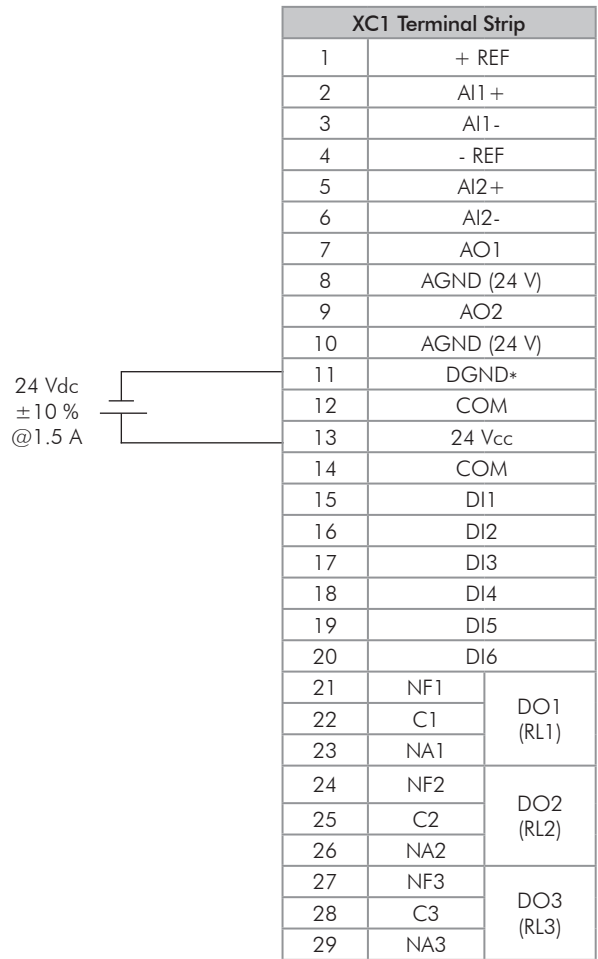 XC1 Terminal Strip
1 + REF
2 AI1+
3 AI1-
4 - REF
5 AI2+
6 AI2-
7 AO1
8 AGND (24 V)
9 AO2
10 AGND (24 V)
11 DGND*
12 COM
13 24 Vcc
14 COM
15 DI1
16 DI2
17 DI3
18 DI4
19 DI5
20 DI6
21 NF1
22 C1
23 NA1
DO1
(RL1)
24 NF2
25 C2
26 NA2
DO2
(RL2)
27 NF3
28 C3
29 NA3
DO3
(RL3)
24 Vdc
±10 %
@1.5 A